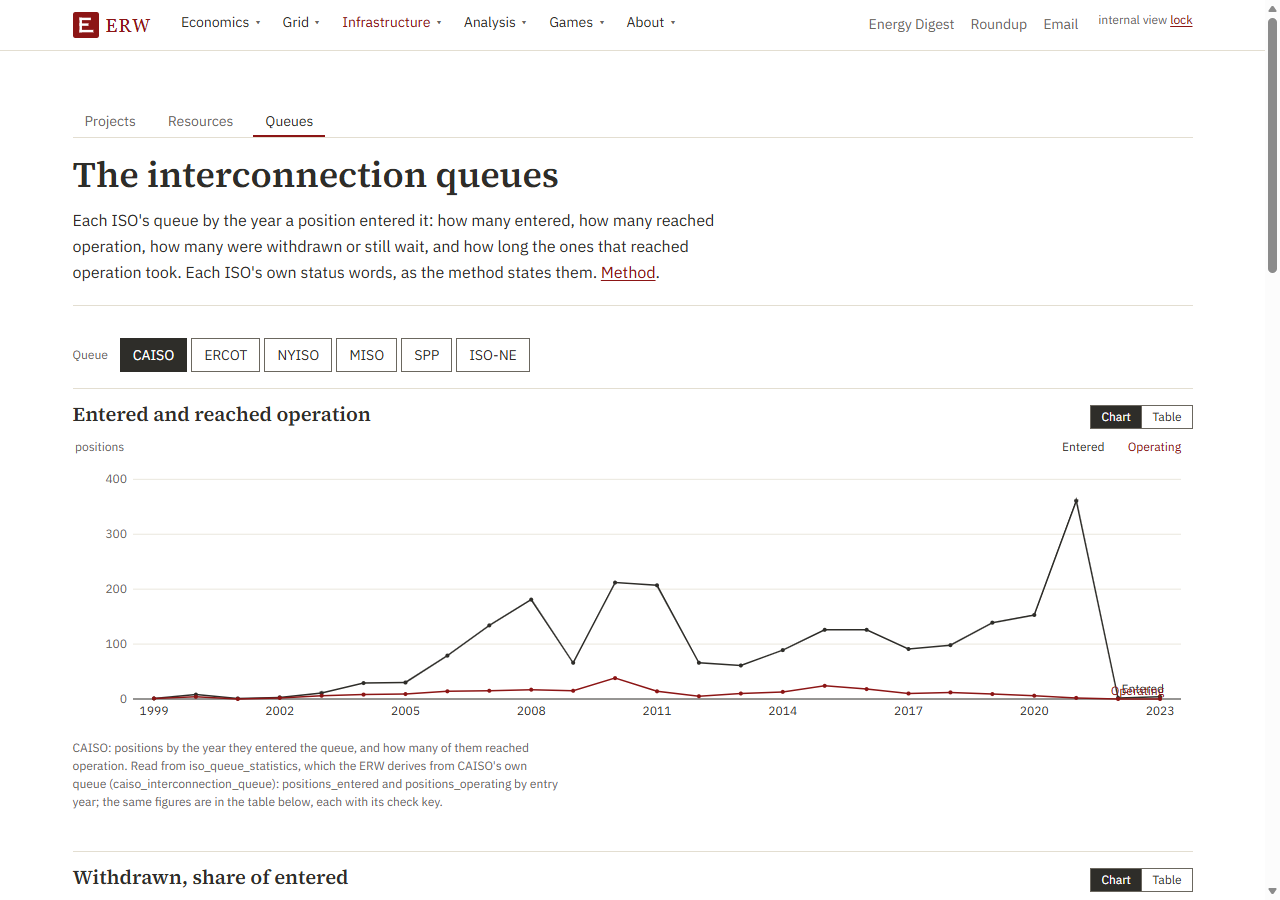 E ERW
Economics ▾ Grid ▾ Infrastructure ▾ Analysis ▾ Games ▾ About ▾
Energy Digest Roundup Email internal view lock
Projects Resources Queues
The interconnection queues
Each ISO's queue by the year a position entered it: how many entered, how many reached
operation, how many were withdrawn or still wait, and how long the ones that reached
operation took. Each ISO's own status words, as the method states them. Method.
Queue CAISO ERCOT NYISO MISO SPP ISO-NE
Entered and reached operation
Chart Table
positions
Entered Operating
400
300
200
100
0
Entered
Operating
1999 2002 2005 2008 2011 2014 2017 2020 2023
CAISO: positions by the year they entered the queue, and how many of them reached
operation. Read from iso_queue_statistics, which the ERW derives from CAISO's own
queue (caiso_interconnection_queue): positions_entered and positions_operating by entry
year; the same figures are in the table below, each with its check key.
Withdrawn, share of entered
Chart Table